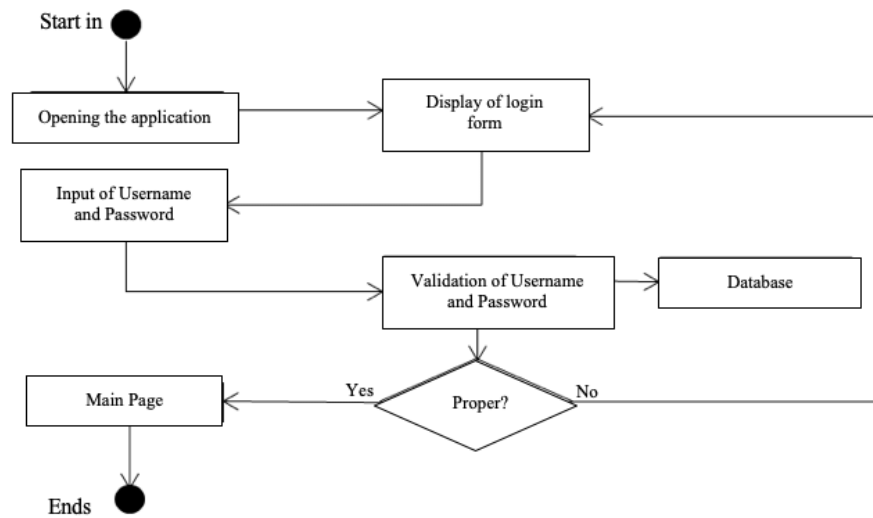 Start in
Opening the application
Display of login
form
Input of Username
and Password
Validation of Username
and Password
Database
Proper?
Yes
No
Main Page
Ends